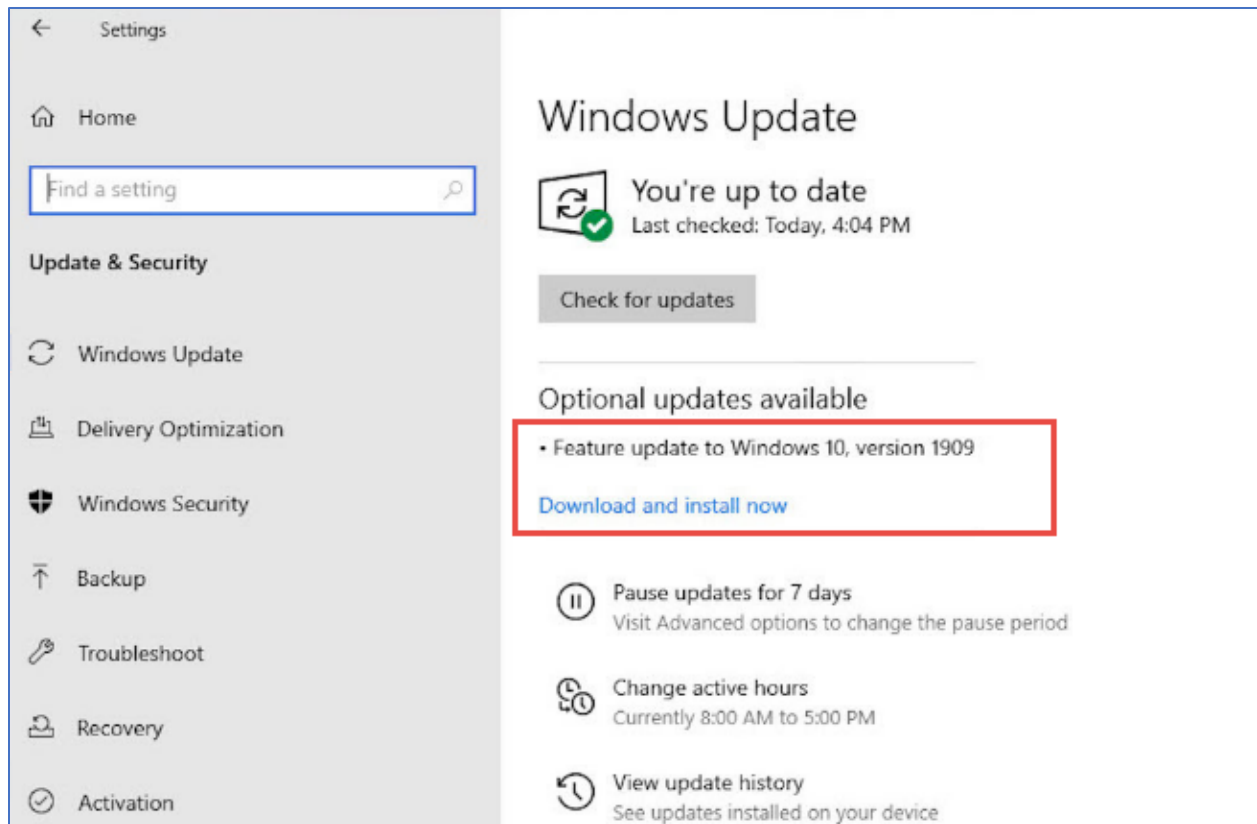 Settings
Home
Find a setting
Update & Security
Windows Update
Delivery Optimization
Windows Security
Backup
Troubleshoot
Recovery
Activation
Windows Update
You're up to date
Last checked: Today, 4:04 PM
Check for updates
Optional updates available
• Feature update to Windows 10, version 1909
Download and install now
Pause updates for 7 days
Visit Advanced options to change the pause period
Change active hours
Currently 8:00 AM to 5:00 PM
View update history
See updates installed on your device